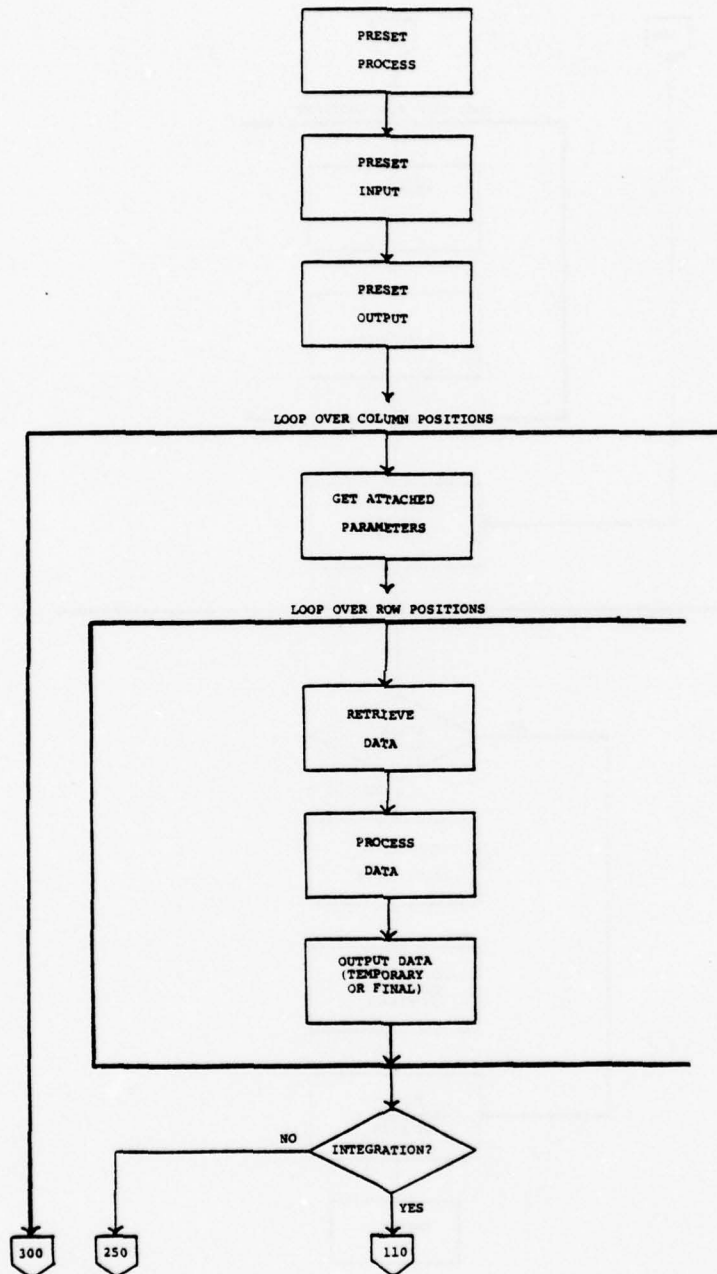 PRESET
PROCESS
PRESET
INPUT
PRESET
OUTPUT
LOOP OVER COLUMN POSITIONS
GET ATTACHED
PARAMETERS
LOOP OVER ROW POSITIONS
RETRIEVE
DATA
PROCESS
DATA
OUTPUT DATA
(TEMPORARY
OR FINAL)
NO
INTEGRATION?
YES
300
250
110